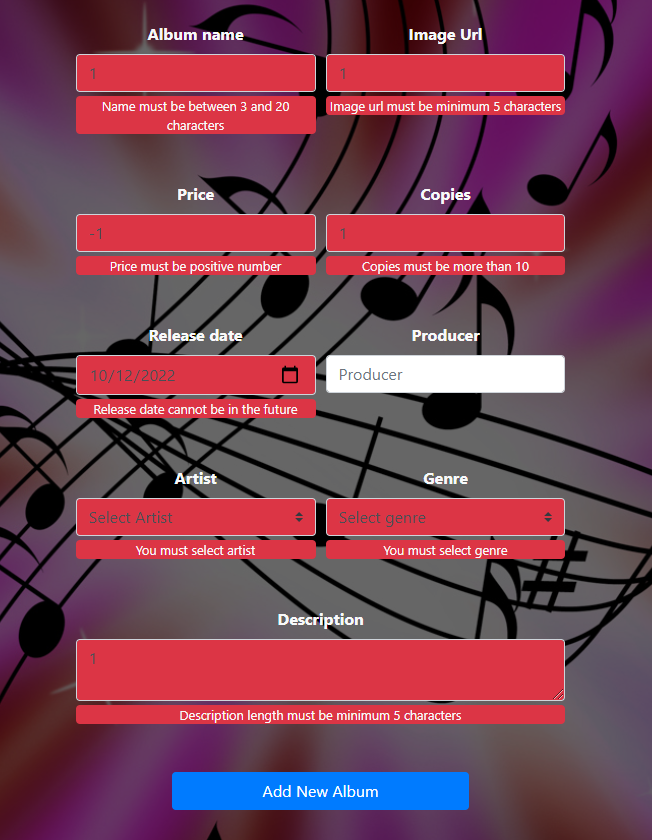 Album name
Image Url
1
1
Name must be between 3 and 20
characters
Image url must be minimum 5 characters
Price
Copies
-1
1
Price must be positive number
Copies must be more than 10
Release date
Producer
10/12/2022
Producer
Release date cannot be in the future
Artist
Genre
Select Artist
Select genre
You must select artist
You must select genre
Description
1
Description length must be minimum 5 characters
Add New Album